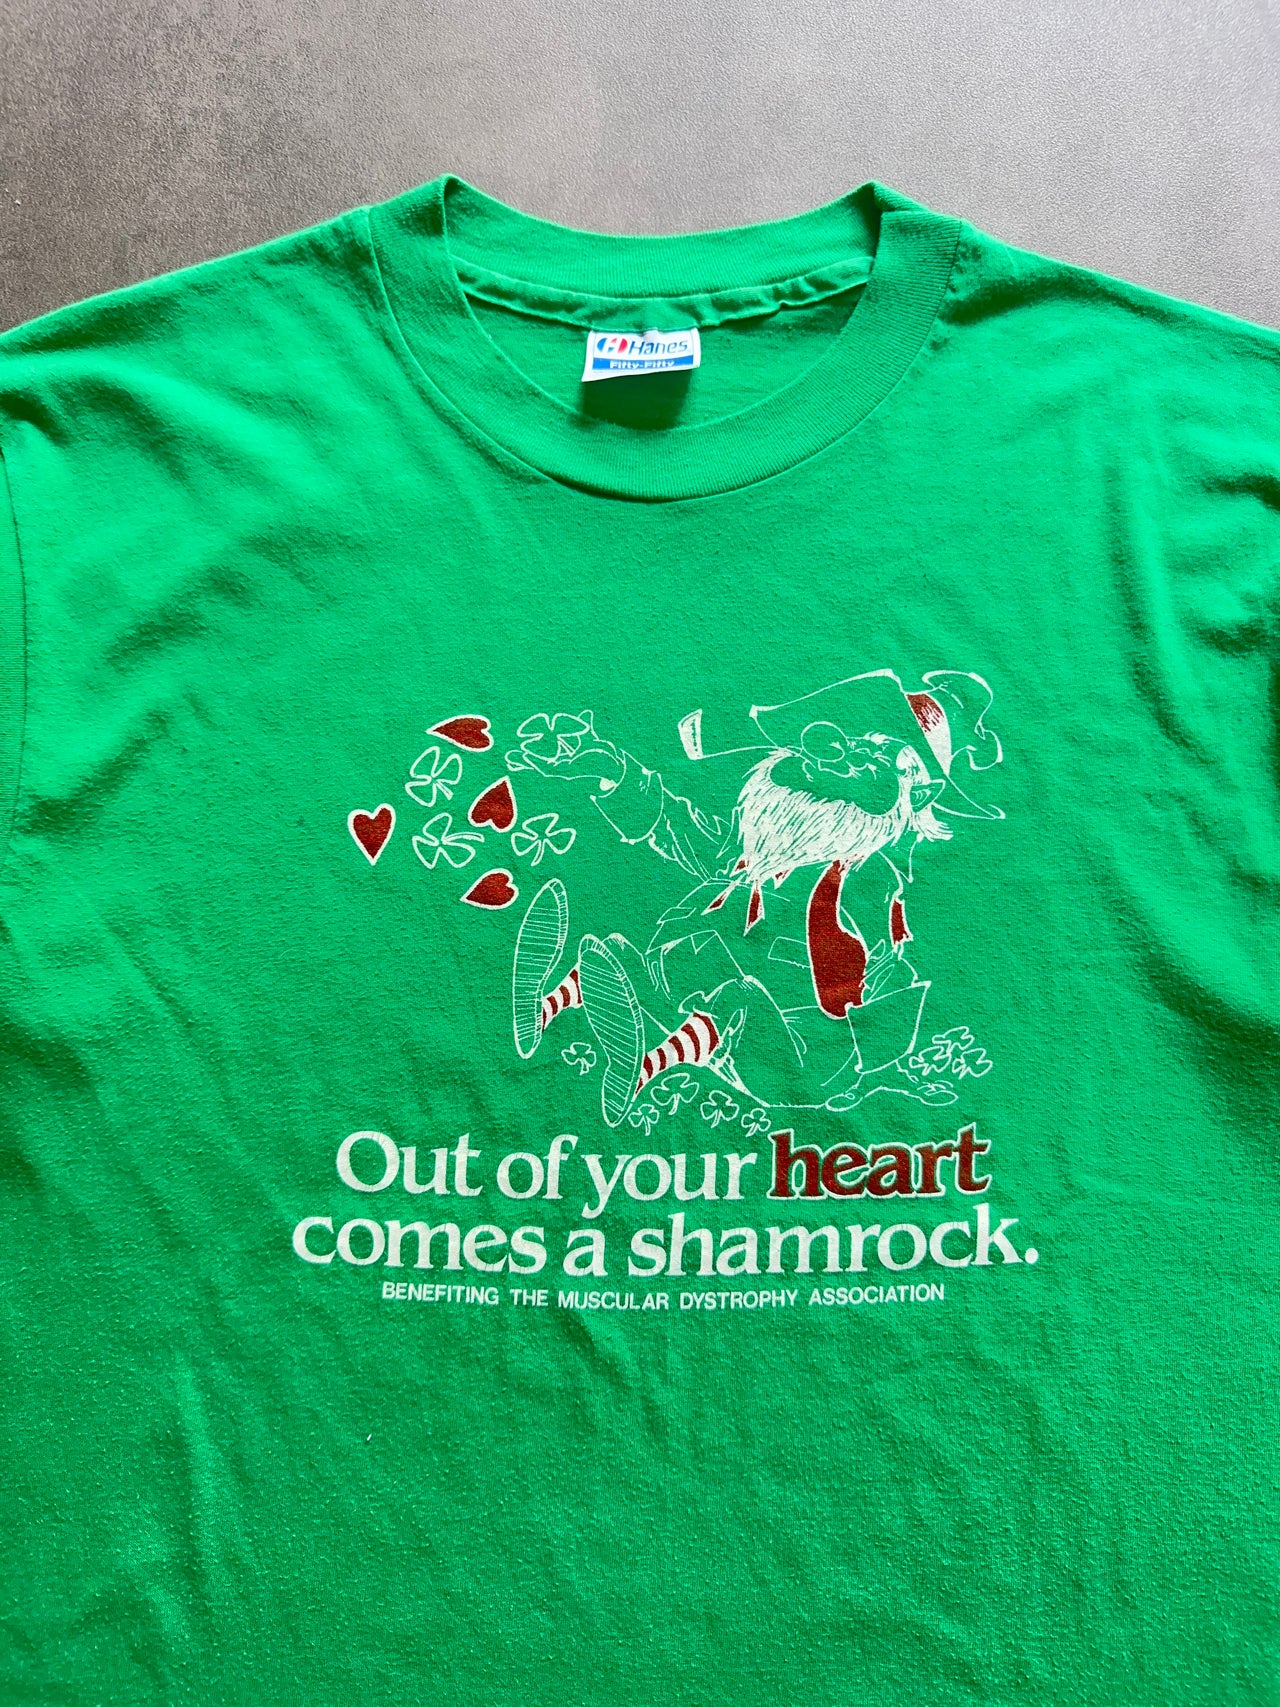 Hanes
Fifty-Fifty
Out of your heart
comes a shamrock.
BENEFITING THE MUSCULAR DYSTROPHY ASSOCIATION